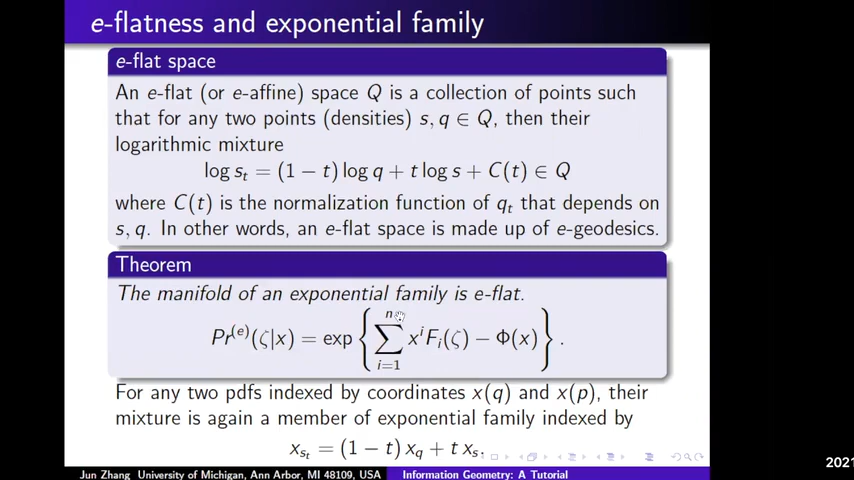 e-flatness and exponential family
e-flat space
An e-flat (or e-affine) space Q is a collection of points such
that for any two points (densities) s, q ∈ Q, then their
logarithmic mixture
log s_t = (1 − t) log q + t log s + C(t) ∈ Q
where C(t) is the normalization function of q_t that depends on
s, q. In other words, an e-flat space is made up of e-geodesics.
Theorem
The manifold of an exponential family is e-flat.
Pr^(e)(ζ|x) = exp { ∑_{i=1}^{n} x^i F_i(ζ) − Φ(x) } .
For any two pdfs indexed by coordinates x(q) and x(p), their
mixture is again a member of exponential family indexed by
x_{s_t} = (1 − t) x_q + t x_s.
Jun Zhang University of Michigan, Ann Arbor, MI 48109, USA Information Geometry: A Tutorial
2021